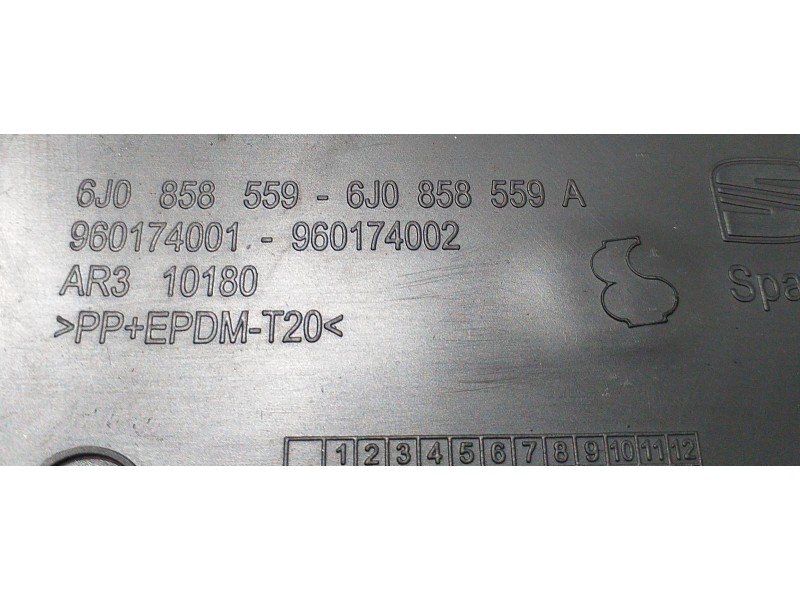 6J0 858 559 - 6J0 858 559 A
960174001 - 960174002
AR3 10180
>PP+EPDM-T20<
Spa
1 2 3 4 5 6 7 8 9 10 11 12